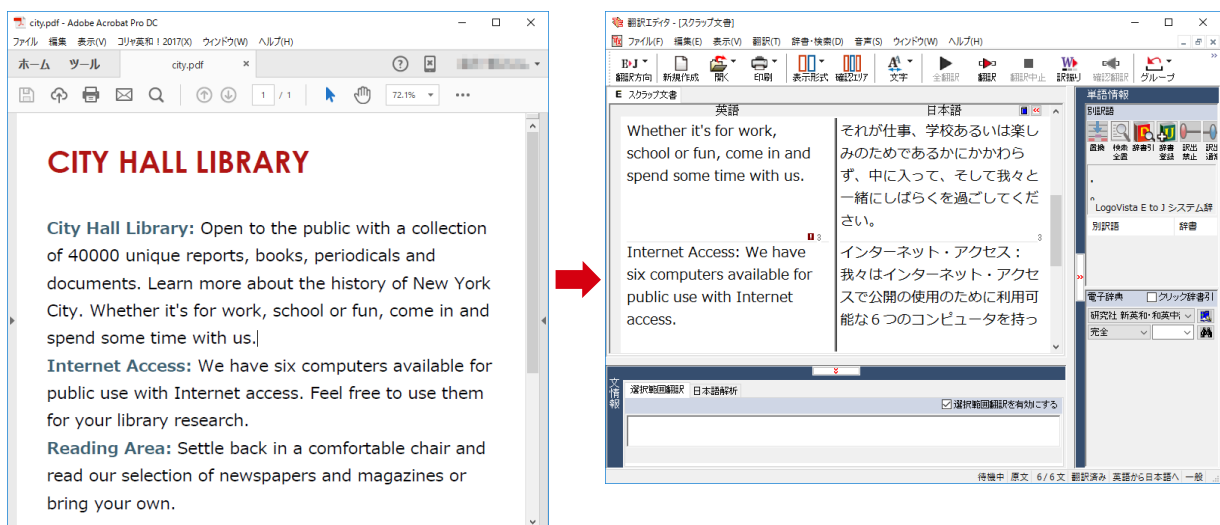 city.pdf - Adobe Acrobat Pro DC
ファイル 編集 表示(V) コリャ英和！2017(X) ウィンドウ(W) ヘルプ(H)
ホーム ツール city.pdf ×
1 / 1 72.1%
CITY HALL LIBRARY
City Hall Library: Open to the public with a collection
of 40000 unique reports, books, periodicals and
documents. Learn more about the history of New York
City. Whether it's for work, school or fun, come in and
spend some time with us.
Internet Access: We have six computers available for
public use with Internet access. Feel free to use them
for your library research.
Reading Area: Settle back in a comfortable chair and
read our selection of newspapers and magazines or
bring your own.
翻訳エディタ - [スクラップ文書]
ファイル(F) 編集(E) 表示(V) 翻訳(T) 辞書・検索(D) 音声(S) ウィンドウ(W) ヘルプ(H)
翻訳方向 新規作成 開く 印刷 表示形式 確認エリア 文字 全翻訳 翻訳 翻訳中止 訳振り 確認翻訳 グループ
E スクラップ文書
英語
Whether it's for work,
school or fun, come in and
spend some time with us.
3
Internet Access: We have
six computers available for
public use with Internet
access.
日本語
それが仕事、学校あるいは楽し
みのためであるかにかかわら
ず、中に入って、そして我々と
一緒にしばらくを過ごしてくだ
さい。
3
インターネット・アクセス：
我々はインターネット・アクセ
スで公開の使用のために利用可
能な６つのコンピュータを持っ
単語情報
別訳語
置換 検索全置 辞書引 辞書登録 訳出禁止
LogoVista E to J システム辞
別訳語 辞書
電子辞典 クリック辞書引
研究社 新英和･和英中
完全
文情報
選択範囲翻訳 日本語解析
選択範囲翻訳を有効にする
待機中 原文 6/6文 翻訳済み 英語から日本語へ 一般